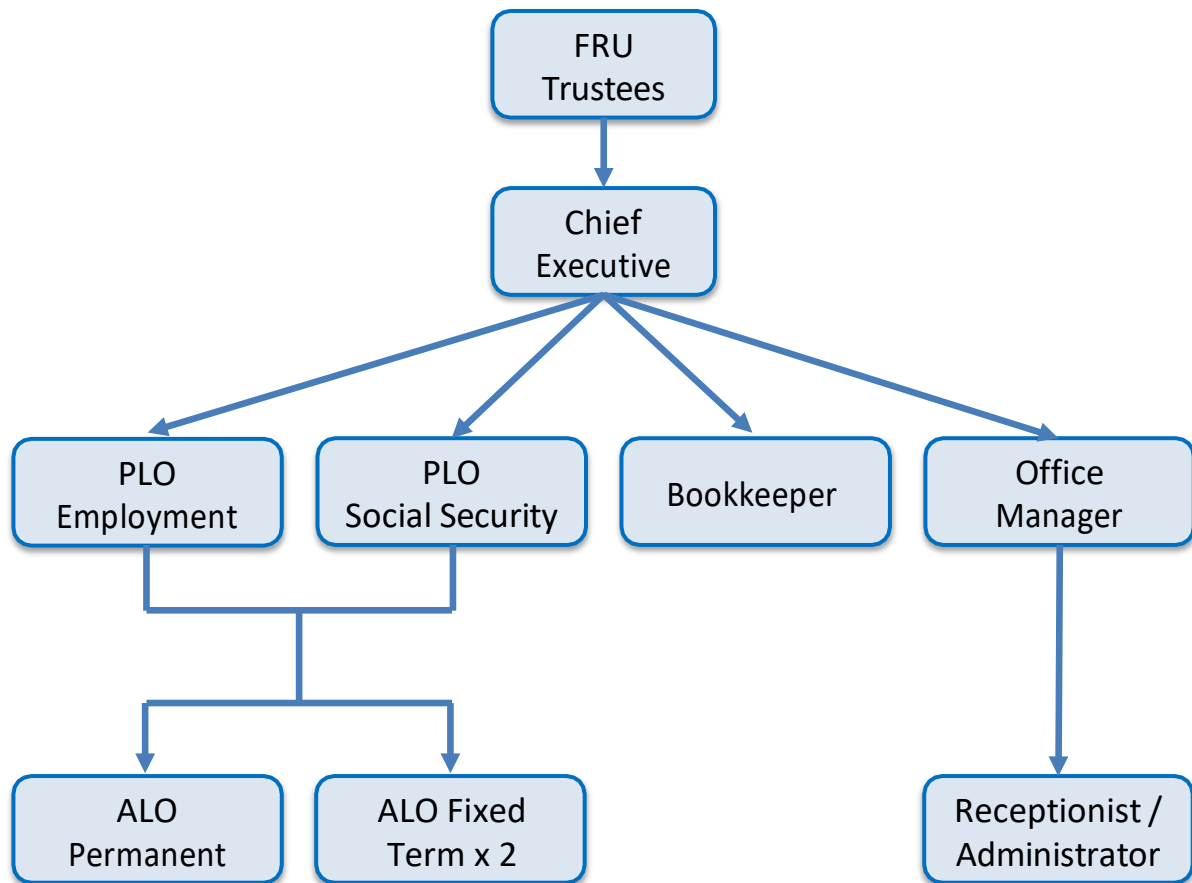 FRU
Trustees
Chief
Executive
PLO
Employment
PLO
Social Security
Bookkeeper
Office
Manager
ALO
Permanent
ALO Fixed
Term x 2
Receptionist /
Administrator